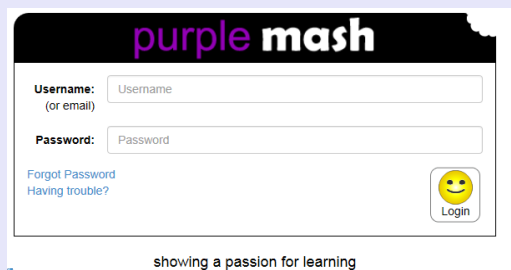 purple mash
Username: Username
(or email)
Password: Password
Forgot Password
Having trouble?
Login
showing a passion for learning